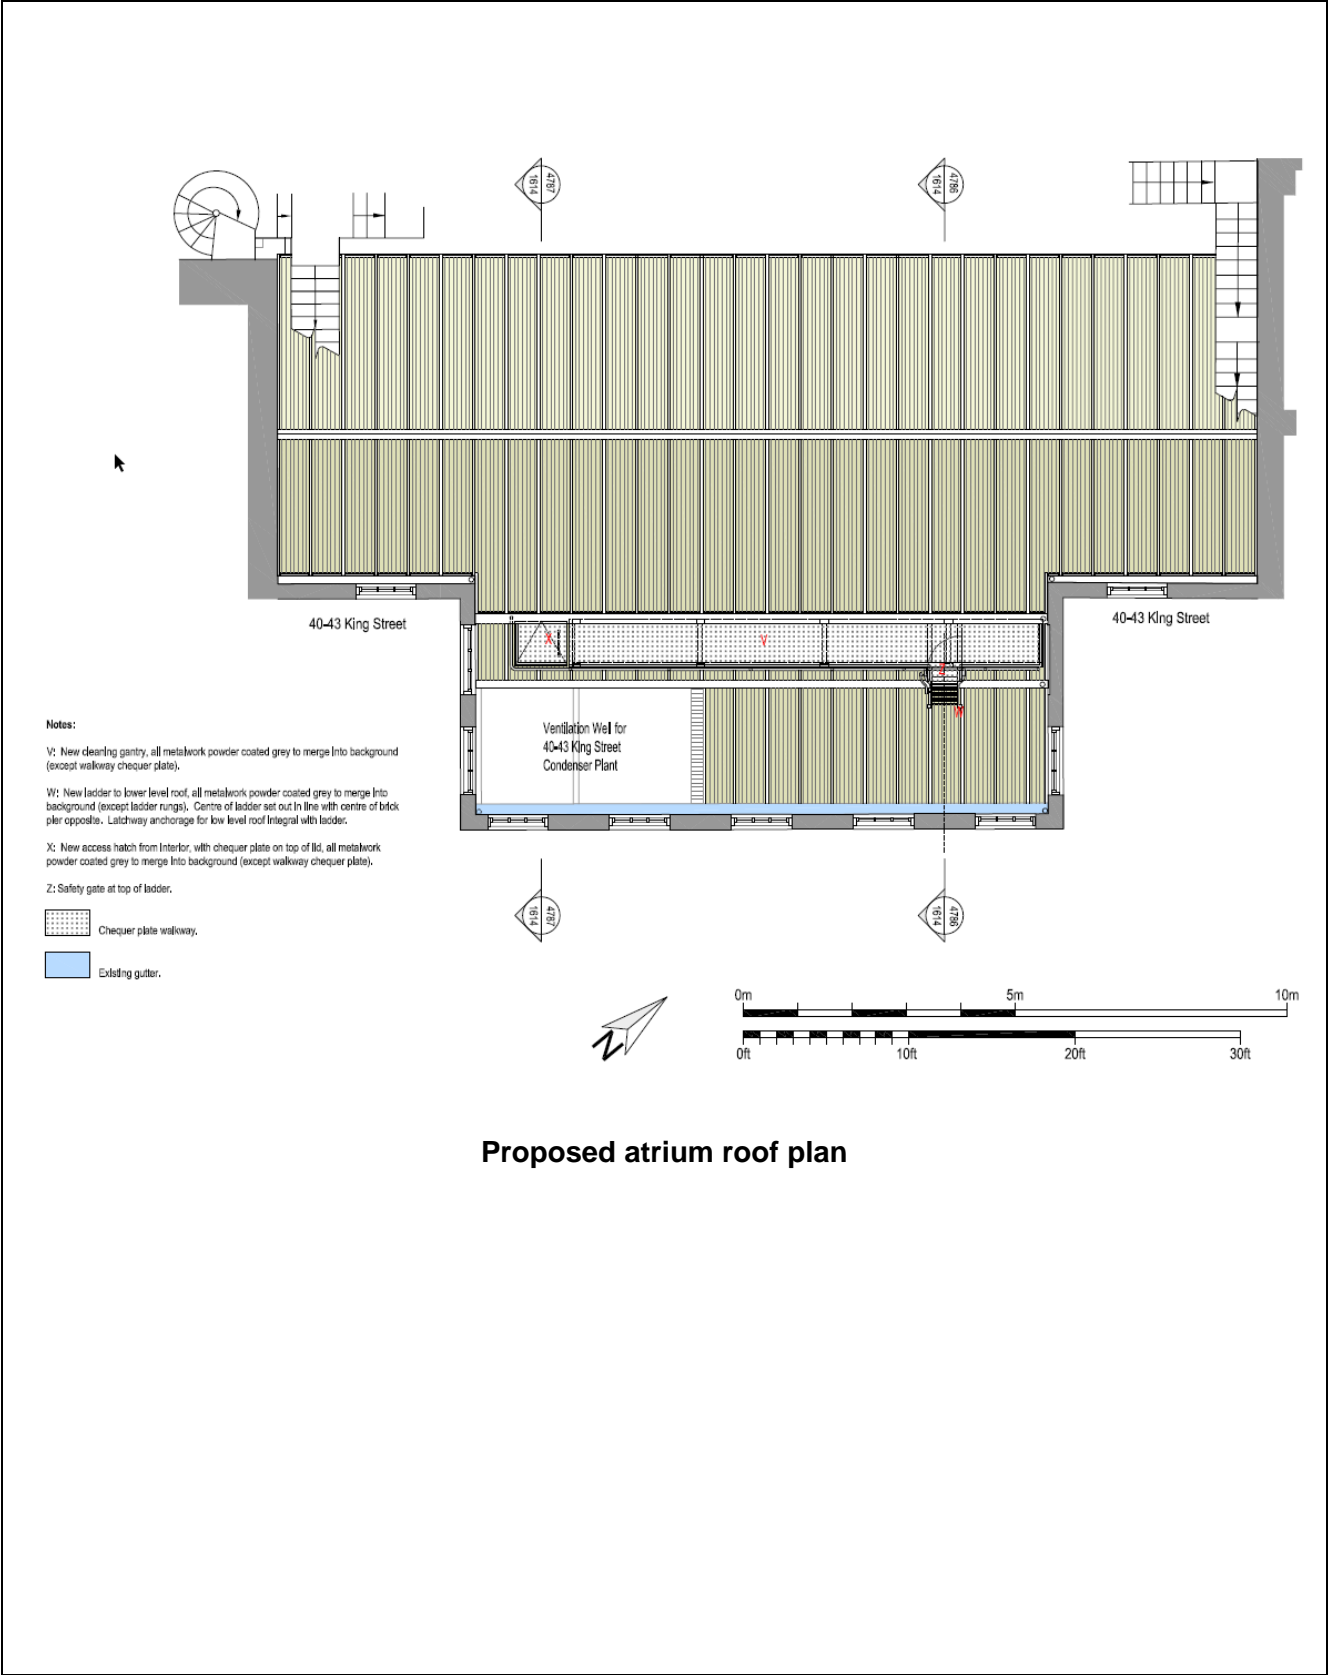 4787
1614
4786
1614
40-43 King Street
40-43 King Street
X
V
Z
W
Ventilation Well for
40-43 King Street
Condenser Plant
Notes:
V: New cleaning gantry, all metalwork powder coated grey to merge into background
(except walkway chequer plate).
W: New ladder to lower level roof, all metalwork powder coated grey to merge into
background (except ladder rungs). Centre of ladder set out in line with centre of brick
pier opposite. Latchway anchorage for low level roof integral with ladder.
X: New access hatch from interior, with chequer plate on top of lid, all metalwork
powder coated grey to merge into background (except walkway chequer plate).
Z: Safety gate at top of ladder.
Chequer plate walkway.
Existing gutter.
4787
1614
4786
1614
N
0m 5m 10m
0ft 10ft 20ft 30ft
Proposed atrium roof plan